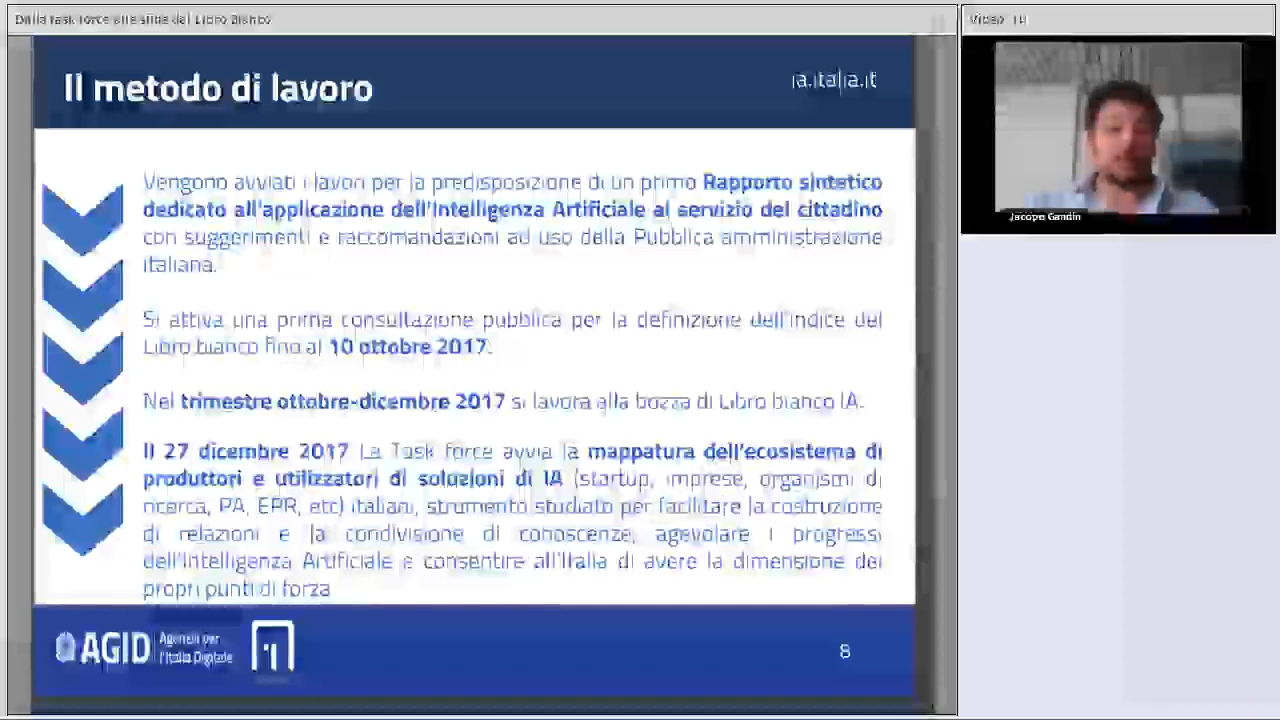 Dalla task force alle sfide del Libro Bianco
Video
Il metodo di lavoro
ia.italia.it
Jacopo Gandin
Vengono avviati i lavori per la predisposizione di un primo Rapporto sintetico
dedicato all'applicazione dell'Intelligenza Artificiale al servizio del cittadino
con suggerimenti e raccomandazioni ad uso della Pubblica amministrazione
italiana.
Si attiva una prima consultazione pubblica per la definizione dell'indice del
Libro bianco fino al 10 ottobre 2017.
Nel trimestre ottobre-dicembre 2017 si lavora alla bozza di Libro bianco IA.
Il 27 dicembre 2017 La Task force avvia la mappatura dell'ecosistema di
produttori e utilizzatori di soluzioni di IA (startup, imprese, organismi di
ricerca, PA, EPR, etc) italiani, strumento studiato per facilitare la costruzione
di relazioni e la condivisione di conoscenze, agevolare i progressi
dell'Intelligenza Artificiale e consentire all'Italia di avere la dimensione dei
propri punti di forza
AGID
Agenzia per
l'Italia Digitale
8